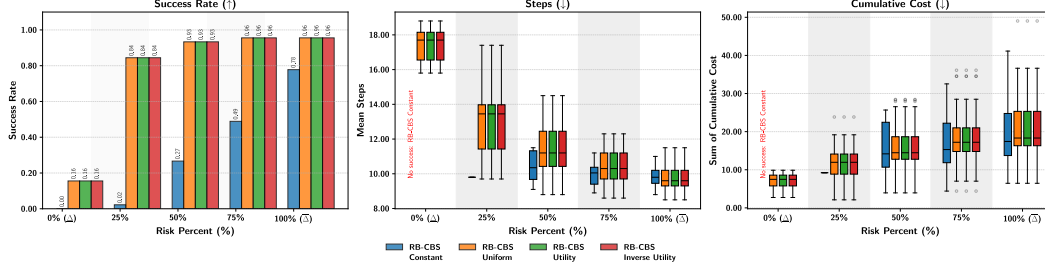 Success Rate (↑)
Success Rate
1.00
0.80
0.60
0.40
0.20
0.00
0.00
0.16
0.16
0.16
0.02
0.84
0.84
0.84
0.27
0.93
0.93
0.93
0.49
0.96
0.96
0.96
0.78
0.96
0.96
0.96
0% (Δ)
25%
50%
75%
100% (Δ̅)
Risk Percent (%)
Steps (↓)
Mean Steps
18.00
16.00
14.00
12.00
10.00
8.00
No success: RB-CBS Constant
0% (Δ)
25%
50%
75%
100% (Δ̅)
Risk Percent (%)
Cumulative Cost (↓)
Sum of Cumulative Cost
50.00
40.00
30.00
20.00
10.00
0.00
No success: RB-CBS Constant
0% (Δ)
25%
50%
75%
100% (Δ̅)
Risk Percent (%)
RB-CBS
Constant
RB-CBS
Uniform
RB-CBS
Utility
RB-CBS
Inverse Utility